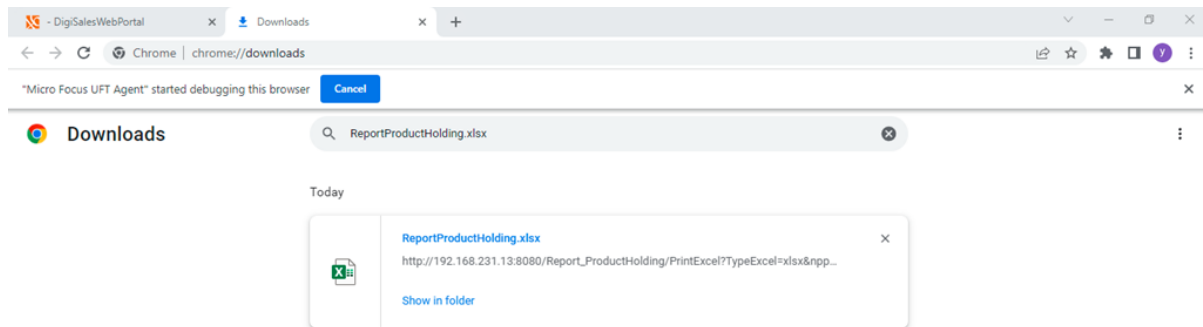 - DigiSalesWebPortal
Downloads
Chrome | chrome://downloads
y
"Micro Focus UFT Agent" started debugging this browser Cancel
Downloads
ReportProductHolding.xlsx
Today
ReportProductHolding.xlsx
http://192.168.231.13:8080/Report_ProductHolding/PrintExcel?TypeExcel=xlsx&npp...
Show in folder